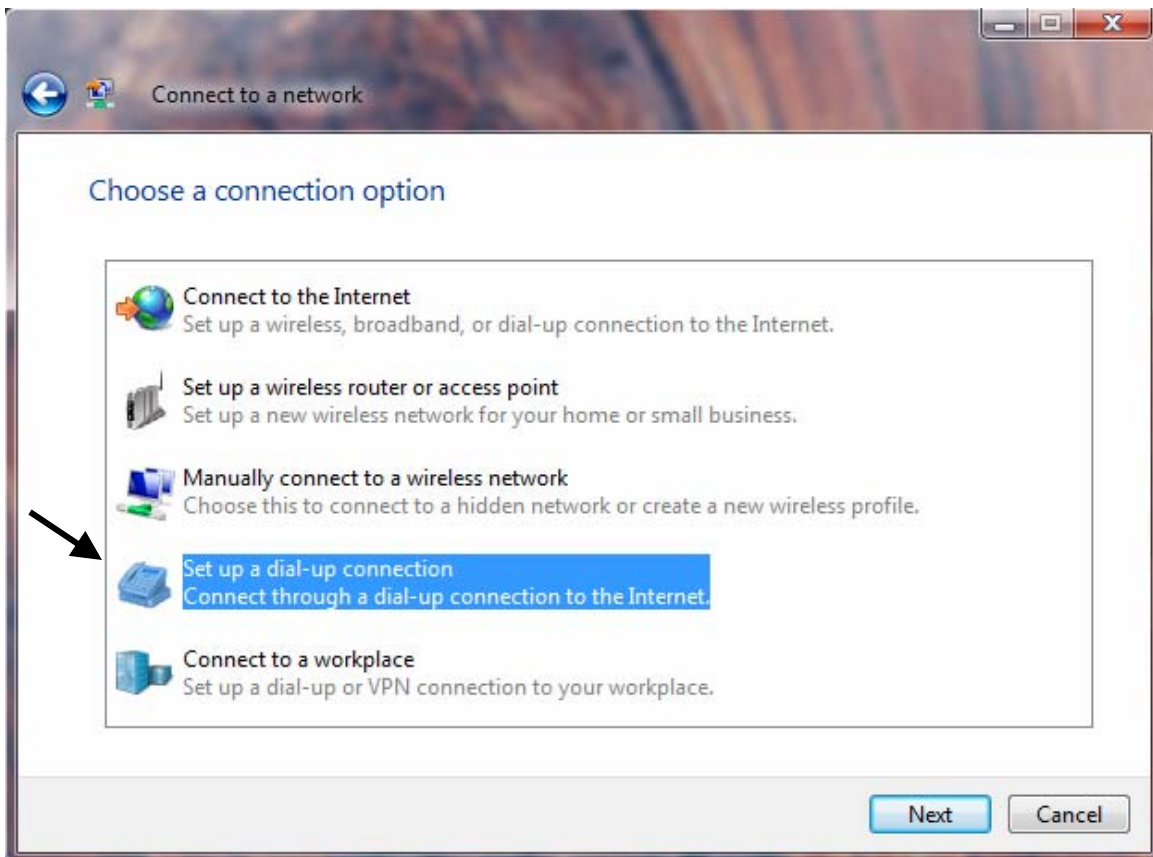 Connect to a network
Choose a connection option
Connect to the Internet
Set up a wireless, broadband, or dial-up connection to the Internet.
Set up a wireless router or access point
Set up a new wireless network for your home or small business.
Manually connect to a wireless network
Choose this to connect to a hidden network or create a new wireless profile.
Set up a dial-up connection
Connect through a dial-up connection to the Internet.
Connect to a workplace
Set up a dial-up or VPN connection to your workplace.
Next Cancel